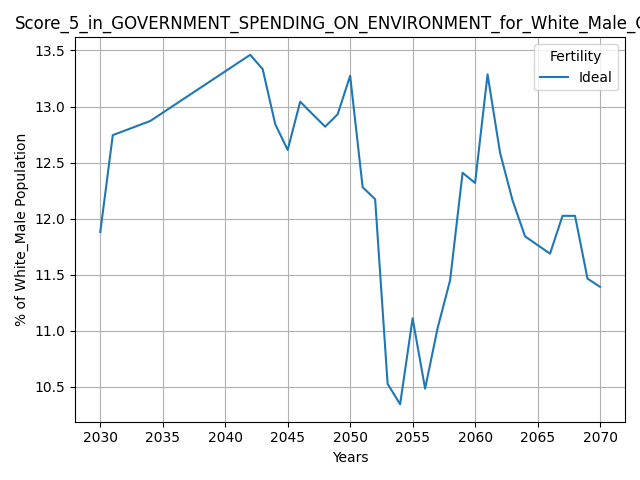 Score_5_in_GOVERNMENT_SPENDING_ON_ENVIRONMENT_for_White_Male_
13.5
13.0
12.5
12.0
11.5
11.0
10.5
% of White_Male Population
Fertility
Ideal
2030 2035 2040 2045 2050 2055 2060 2065 2070
Years